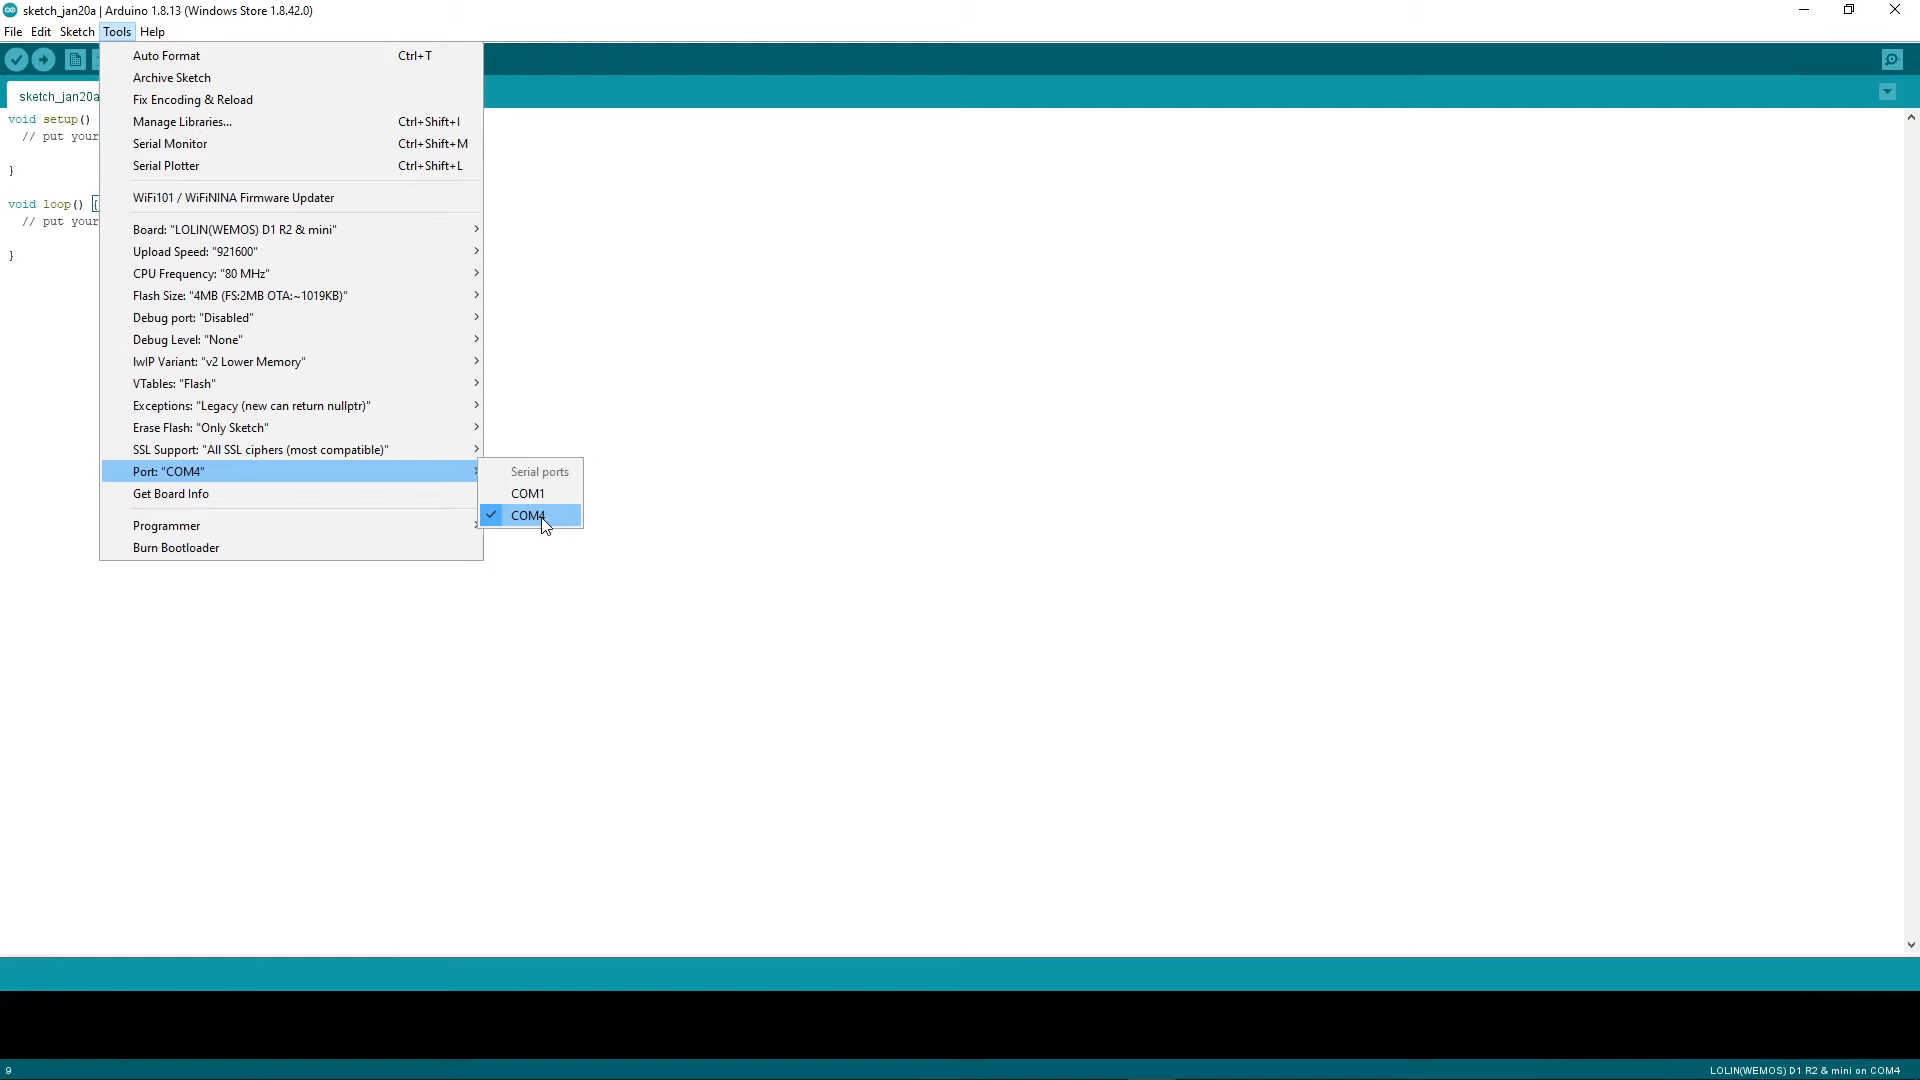 sketch_jan20a | Arduino 1.8.13 (Windows Store 1.8.42.0)
File Edit Sketch Tools Help
sketch_jan20a
void setup()
// put your
}
void loop() {
// put your
}
Auto Format Ctrl+T
Archive Sketch
Fix Encoding & Reload
Manage Libraries... Ctrl+Shift+I
Serial Monitor Ctrl+Shift+M
Serial Plotter Ctrl+Shift+L
WiFi101 / WiFiNINA Firmware Updater
Board: "LOLIN(WEMOS) D1 R2 & mini"
Upload Speed: "921600"
CPU Frequency: "80 MHz"
Flash Size: "4MB (FS:2MB OTA:~1019KB)"
Debug port: "Disabled"
Debug Level: "None"
lwIP Variant: "v2 Lower Memory"
VTables: "Flash"
Exceptions: "Legacy (new can return nullptr)"
Erase Flash: "Only Sketch"
SSL Support: "All SSL ciphers (most compatible)"
Port: "COM4"
Get Board Info
Programmer
Burn Bootloader
Serial ports
COM1
COM4
9
LOLIN(WEMOS) D1 R2 & mini on COM4